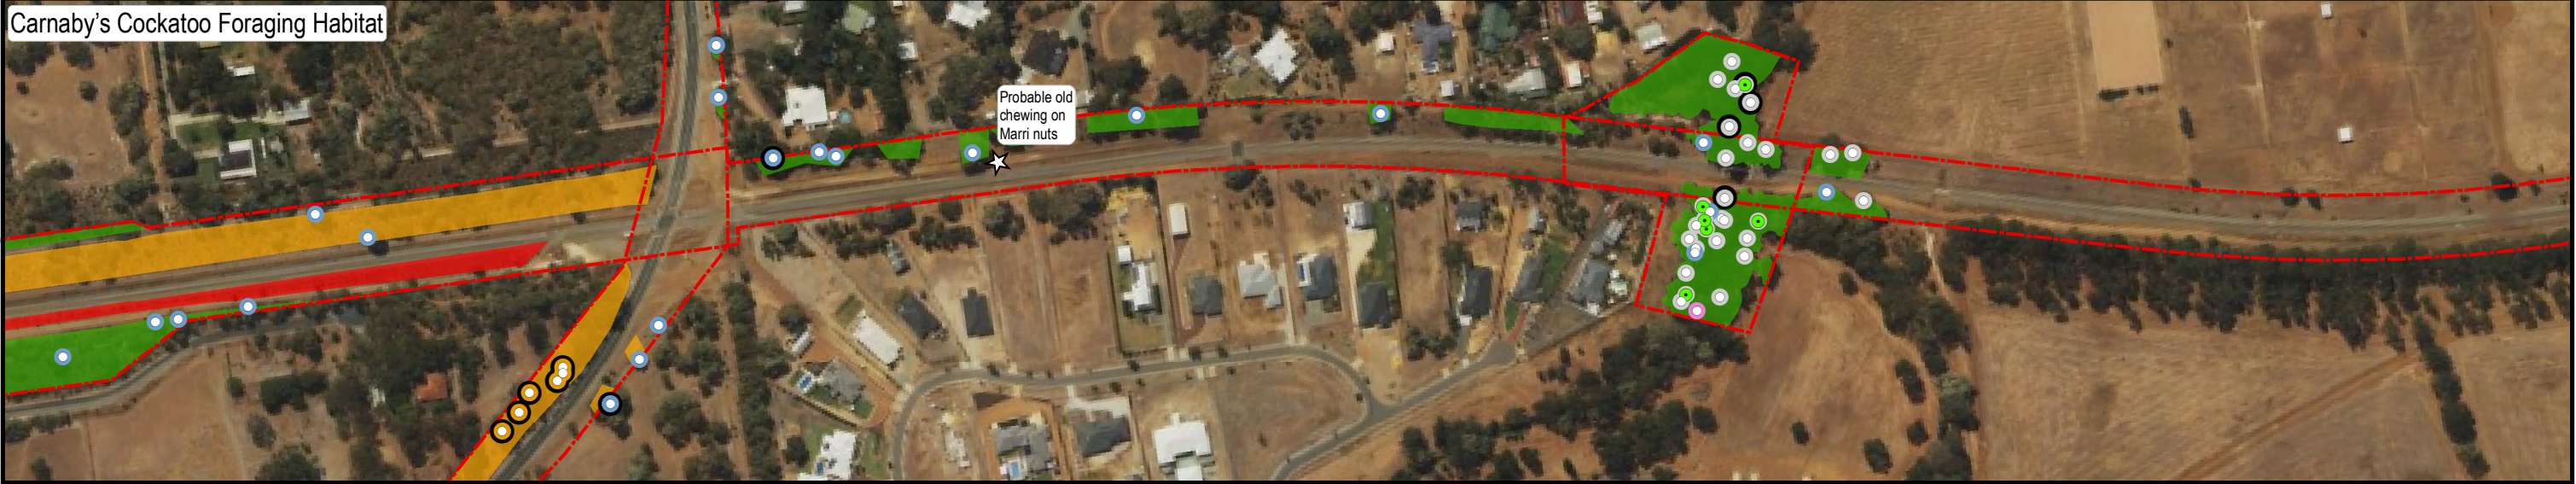 Carnaby's Cockatoo Foraging Habitat
Probable old
chewing on
Marri nuts